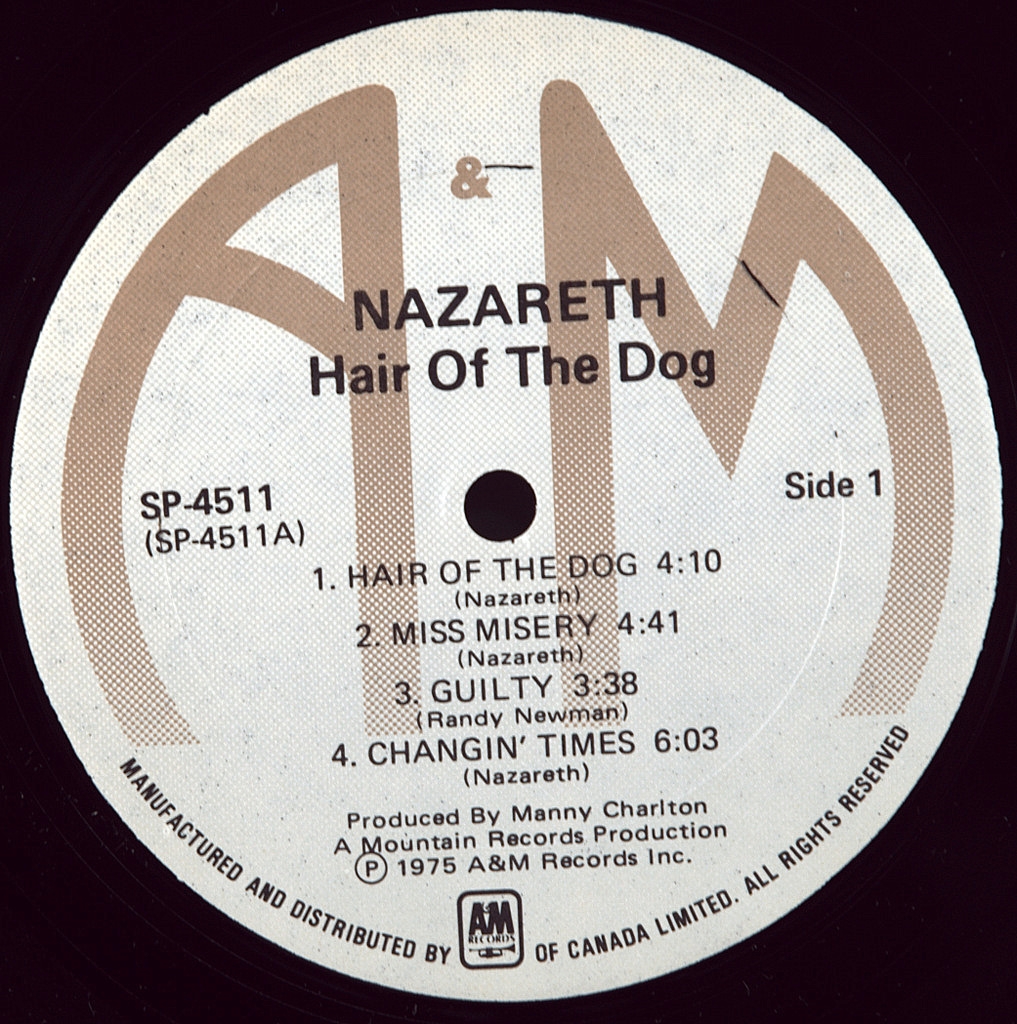 A & M
NAZARETH
Hair Of The Dog
SP-4511
(SP-4511A)
Side 1
1. HAIR OF THE DOG 4:10
(Nazareth)
2. MISS MISERY 4:41
(Nazareth)
3. GUILTY 3:38
(Randy Newman)
4. CHANGIN' TIMES 6:03
(Nazareth)
Produced By Manny Charlton
A Mountain Records Production
Ⓟ 1975 A&M Records Inc.
MANUFACTURED AND DISTRIBUTED BY A&M RECORDS OF CANADA LIMITED. ALL RIGHTS RESERVED